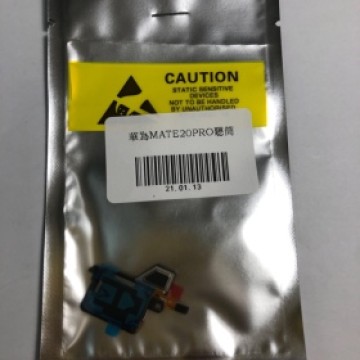 CAUTION
STATIC SENSITIVE
DEVICES
NOT TO BE HANDLED
BY UNAUTHORISED
華為MATE20PRO聽筒
21.01.13